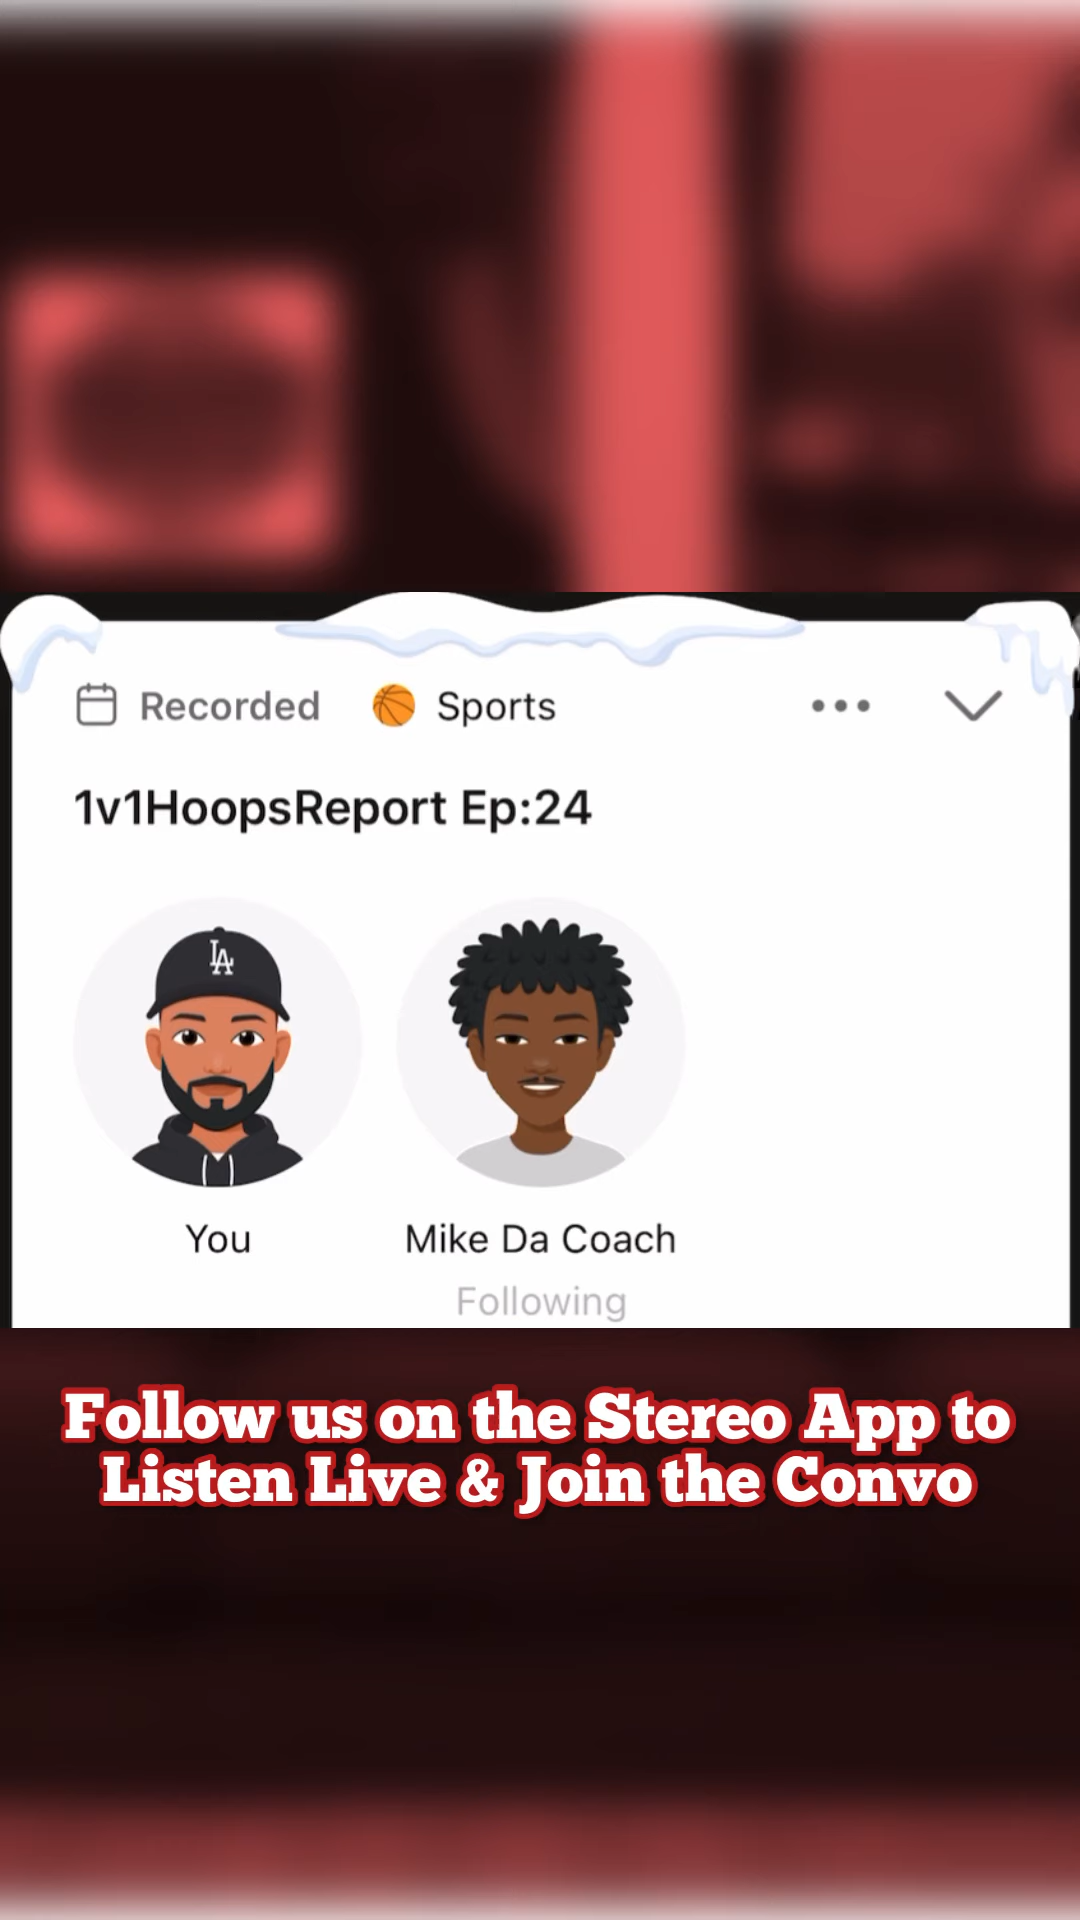 Recorded Sports
1v1HoopsReport Ep:24
LA
You Mike Da Coach
Following
Follow us on the Stereo App to
Listen Live & Join the Convo